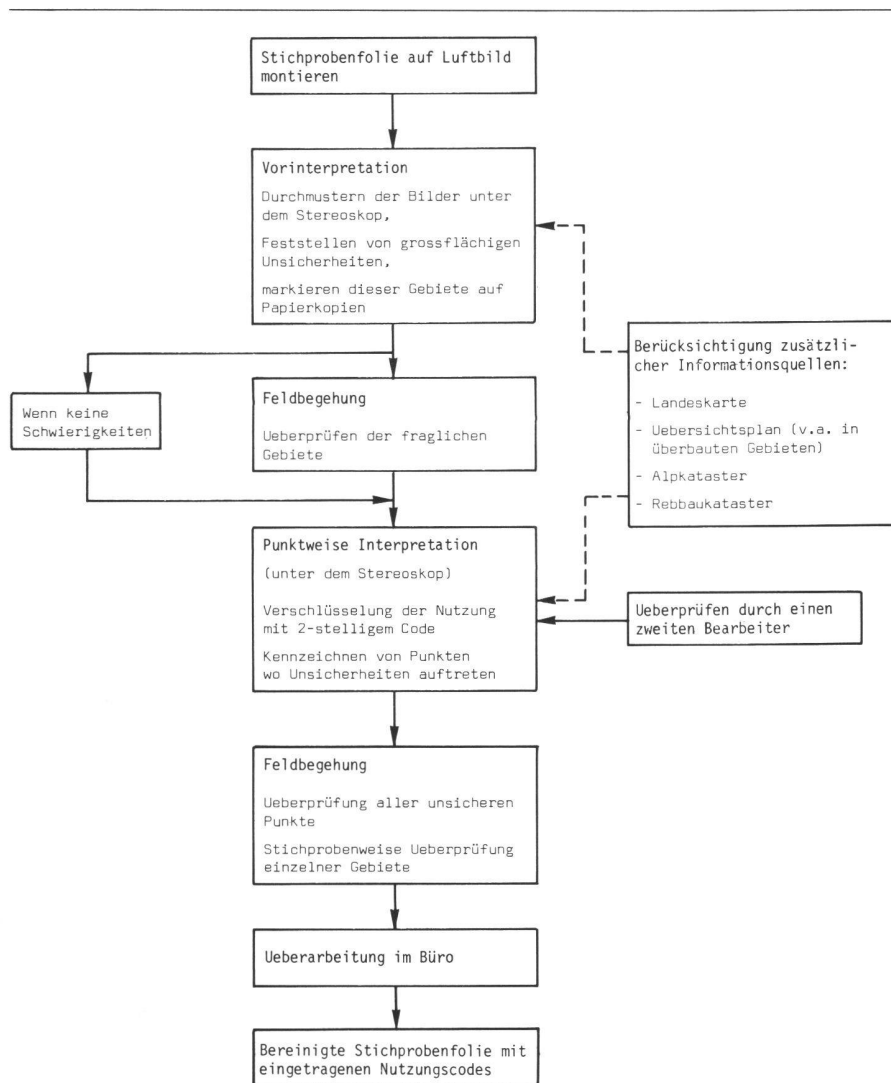 Stichprobenfolie auf Luftbild
montieren
Vorinterpretation
Durchmustern der Bilder unter
dem Stereoskop,
Feststellen von grossflächigen
Unsicherheiten,
markieren dieser Gebiete auf
Papierkopien
Berücksichtigung zusätzli-
cher Informationsquellen:
- Landeskarte
- Uebersichtsplan (v.a. in
überbauten Gebieten)
- Alpkataster
- Rebbaukataster
Wenn keine
Schwierigkeiten
Feldbegehung
Ueberprüfen der fraglichen
Gebiete
Punktweise Interpretation
(unter dem Stereoskop)
Verschlüsselung der Nutzung
mit 2-stelligem Code
Kennzeichnen von Punkten
wo Unsicherheiten auftreten
Ueberprüfen durch einen
zweiten Bearbeiter
Feldbegehung
Ueberprüfung aller unsicheren
Punkte
Stichprobenweise Ueberprüfung
einzelner Gebiete
Ueberarbeitung im Büro
Bereinigte Stichprobenfolie mit
eingetragenen Nutzungscodes